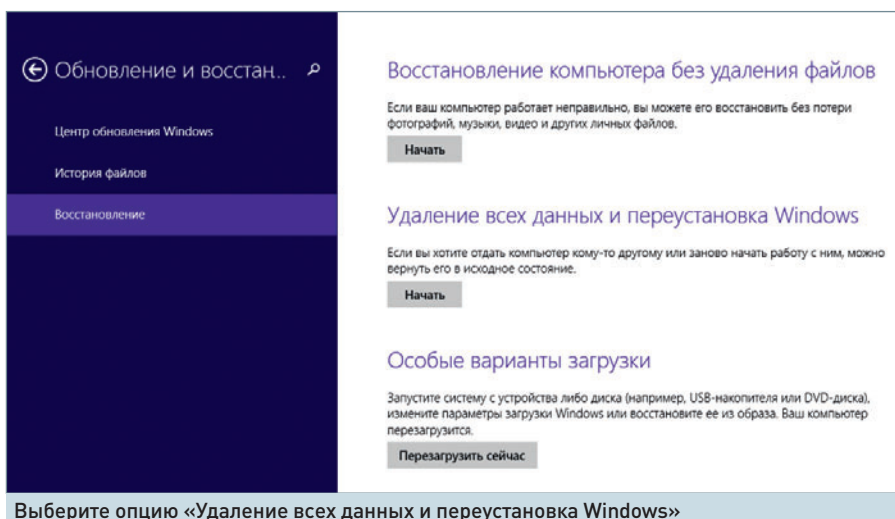 Обновление и восстан...
Центр обновления Windows
История файлов
Восстановление
Восстановление компьютера без удаления файлов
Если ваш компьютер работает неправильно, вы можете его восстановить без потери
фотографий, музыки, видео и других личных файлов.
Начать
Удаление всех данных и переустановка Windows
Если вы хотите отдать компьютер кому-то другому или заново начать работу с ним, можно
вернуть его в исходное состояние.
Начать
Особые варианты загрузки
Запустите систему с устройства либо диска (например, USB-накопителя или DVD-диска),
измените параметры загрузки Windows или восстановите ее из образа. Ваш компьютер
перезагрузится.
Перезагрузить сейчас
Выберите опцию «Удаление всех данных и переустановка Windows»